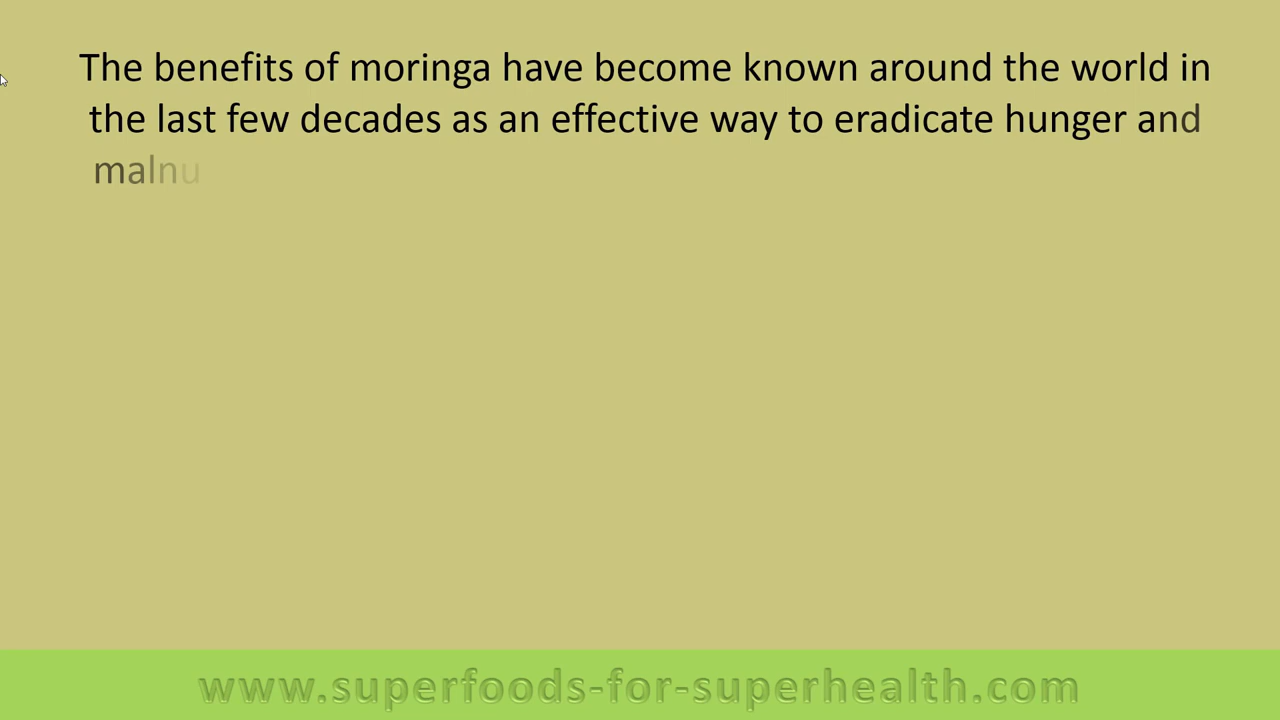 The benefits of moringa have become known around the world in
the last few decades as an effective way to eradicate hunger and
malnu
www.superfoods-for-superhealth.com